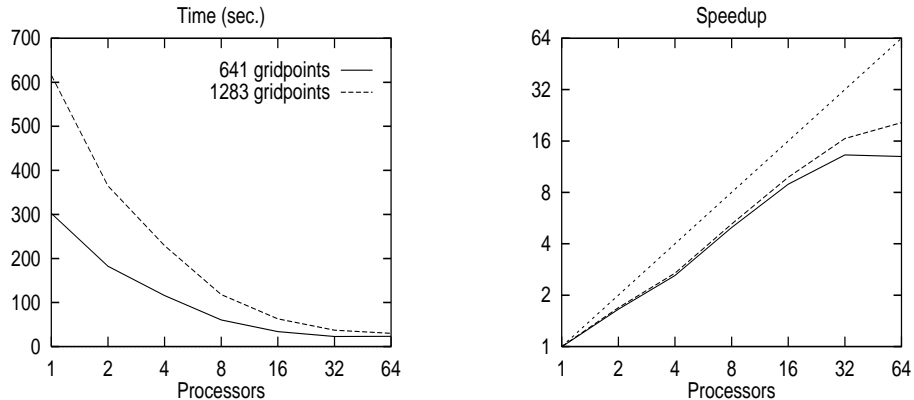 Time (sec.)
700
600
500
400
300
200
100
0
641 gridpoints
1283 gridpoints
1 2 4 8 16 32 64
Processors
Speedup
64
32
16
8
4
2
1
1 2 4 8 16 32 64
Processors